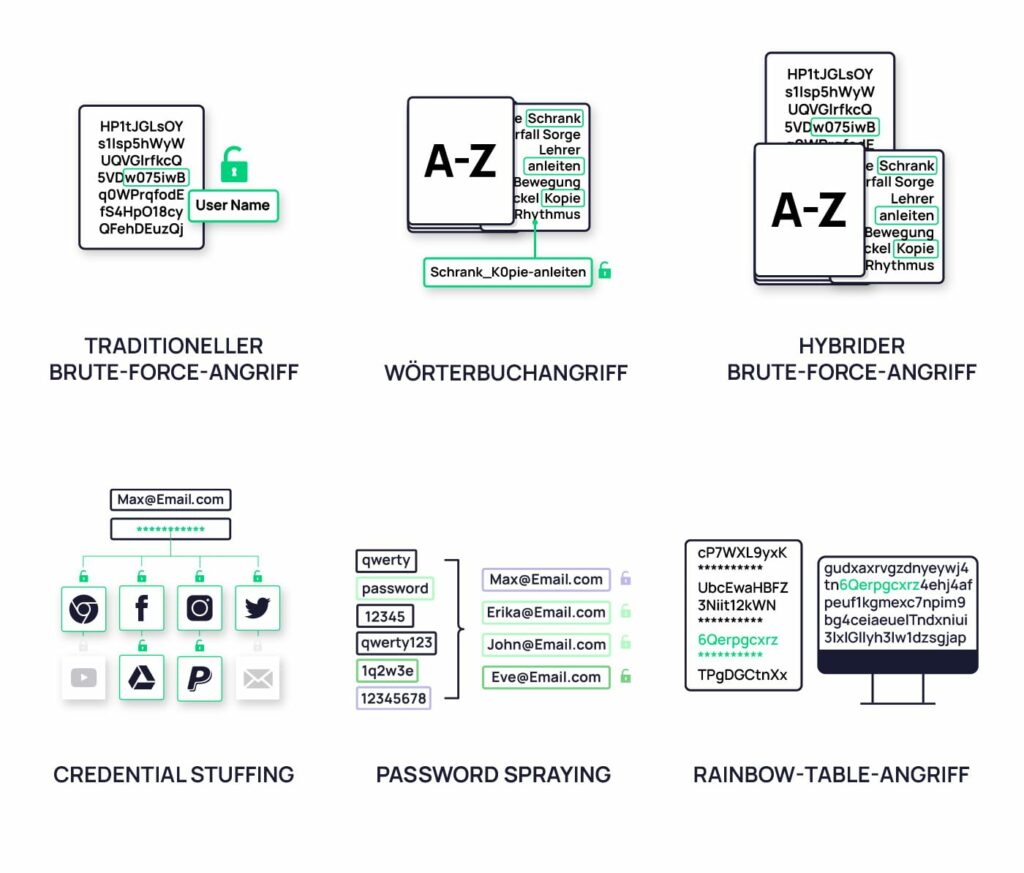 HP1tJGLsOY
s1Isp5hWyW
UQVGIrfkcQ
5VDw075iwB
q0WPrqfodE
fS4HpO18cy
QFehDEuzQj
User Name
TRADITIONELLER
BRUTE-FORCE-ANGRIFF
A-Z
e Schrank
rfall Sorge
Lehrer
anleiten
Bewegung
ckel Kopie
Rhythmus
Schrank_K0pie-anleiten
WÖRTERBUCHANGRIFF
HP1tJGLsOY
s1Isp5hWyW
UQVGIrfkcQ
5VDw075iwB
A-Z
e Schrank
rfall Sorge
Lehrer
anleiten
Bewegung
ckel Kopie
Rhythmus
HYBRIDER
BRUTE-FORCE-ANGRIFF
Max@Email.com
***********
CREDENTIAL STUFFING
qwerty
password
12345
qwerty123
1q2w3e
12345678
Max@Email.com
Erika@Email.com
John@Email.com
Eve@Email.com
PASSWORD SPRAYING
cP7WXL9yxK
**********
UbcEwaHBFZ
3Niit12kWN
**********
6Qerpgcxrz
**********
TPgDGCtnXx
gudxaxrvgzdnyeywj4
tn6Qerpgcxrz4ehj4af
peuf1kgmexc7npim9
bg4ceiaeuelTndxniui
3IxIGIIyh3Iw1dzsgjap
RAINBOW-TABLE-ANGRIFF